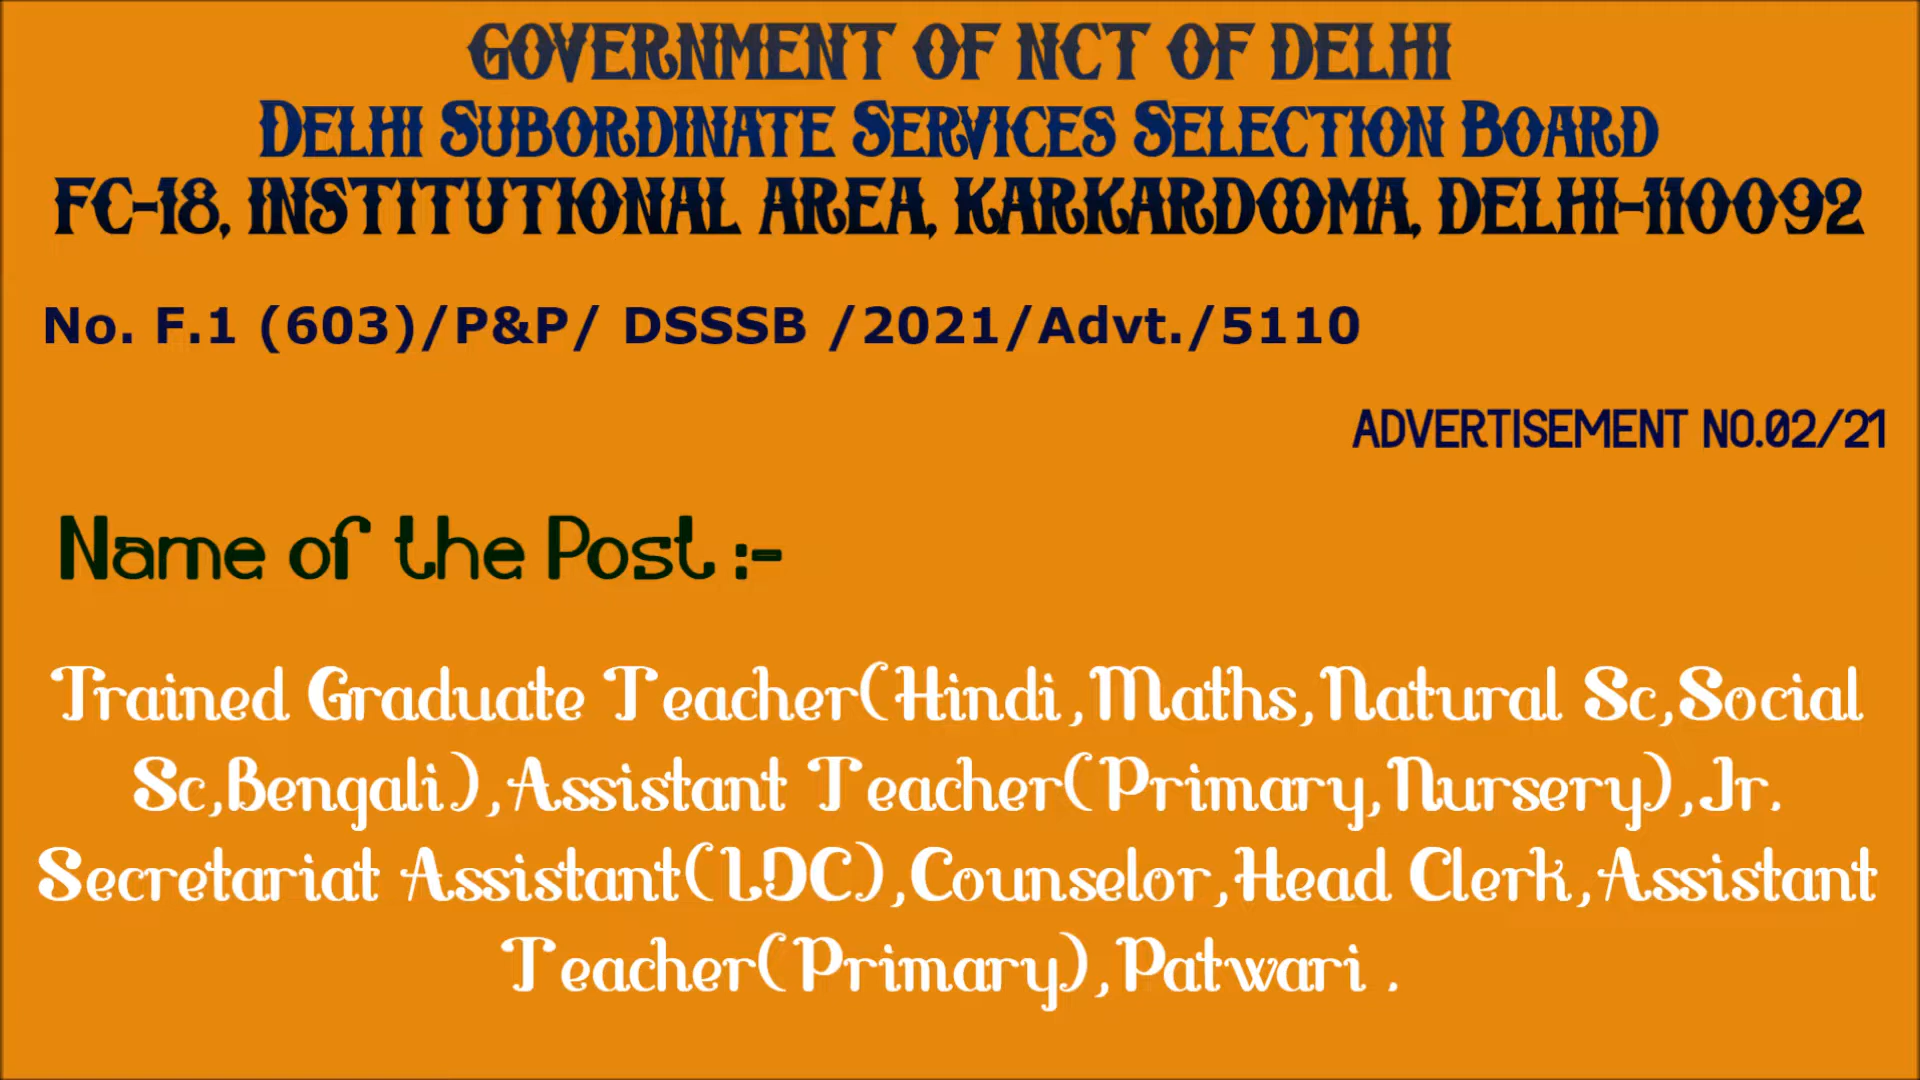 GOVERNMENT OF NCT OF DELHI
DELHI SUBORDINATE SERVICES SELECTION BOARD
FC-18, INSTITUTIONAL AREA, KARKARDOOMA, DELHI-110092
No. F.1 (603)/P&P/ DSSSB /2021/Advt./5110
ADVERTISEMENT NO.02/21
Name of the Post :-
Trained Graduate Teacher(Hindi,Maths,Natural Sc,Social
Sc,Bengali),Assistant Teacher(Primary,Nursery),Jr.
Secretariat Assistant(LDC),Counselor,Head Clerk,Assistant
Teacher(Primary),Patwari .